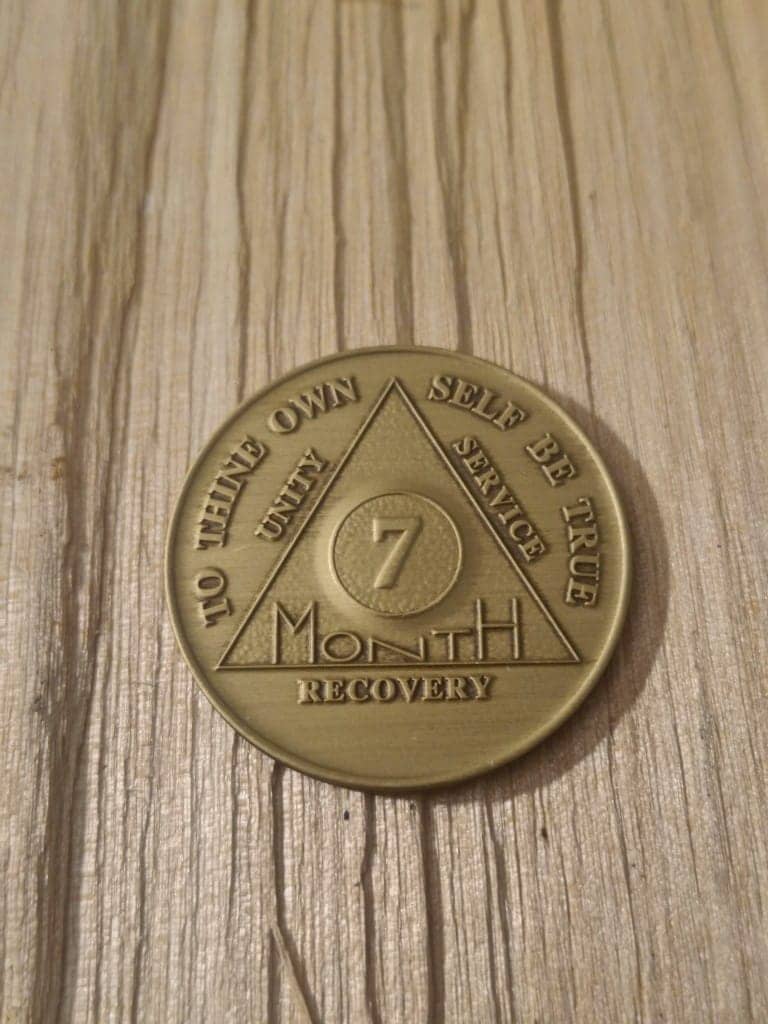 TO THINE OWN SELF BE TRUE
UNITY
SERVICE
7
MONTH
RECOVERY